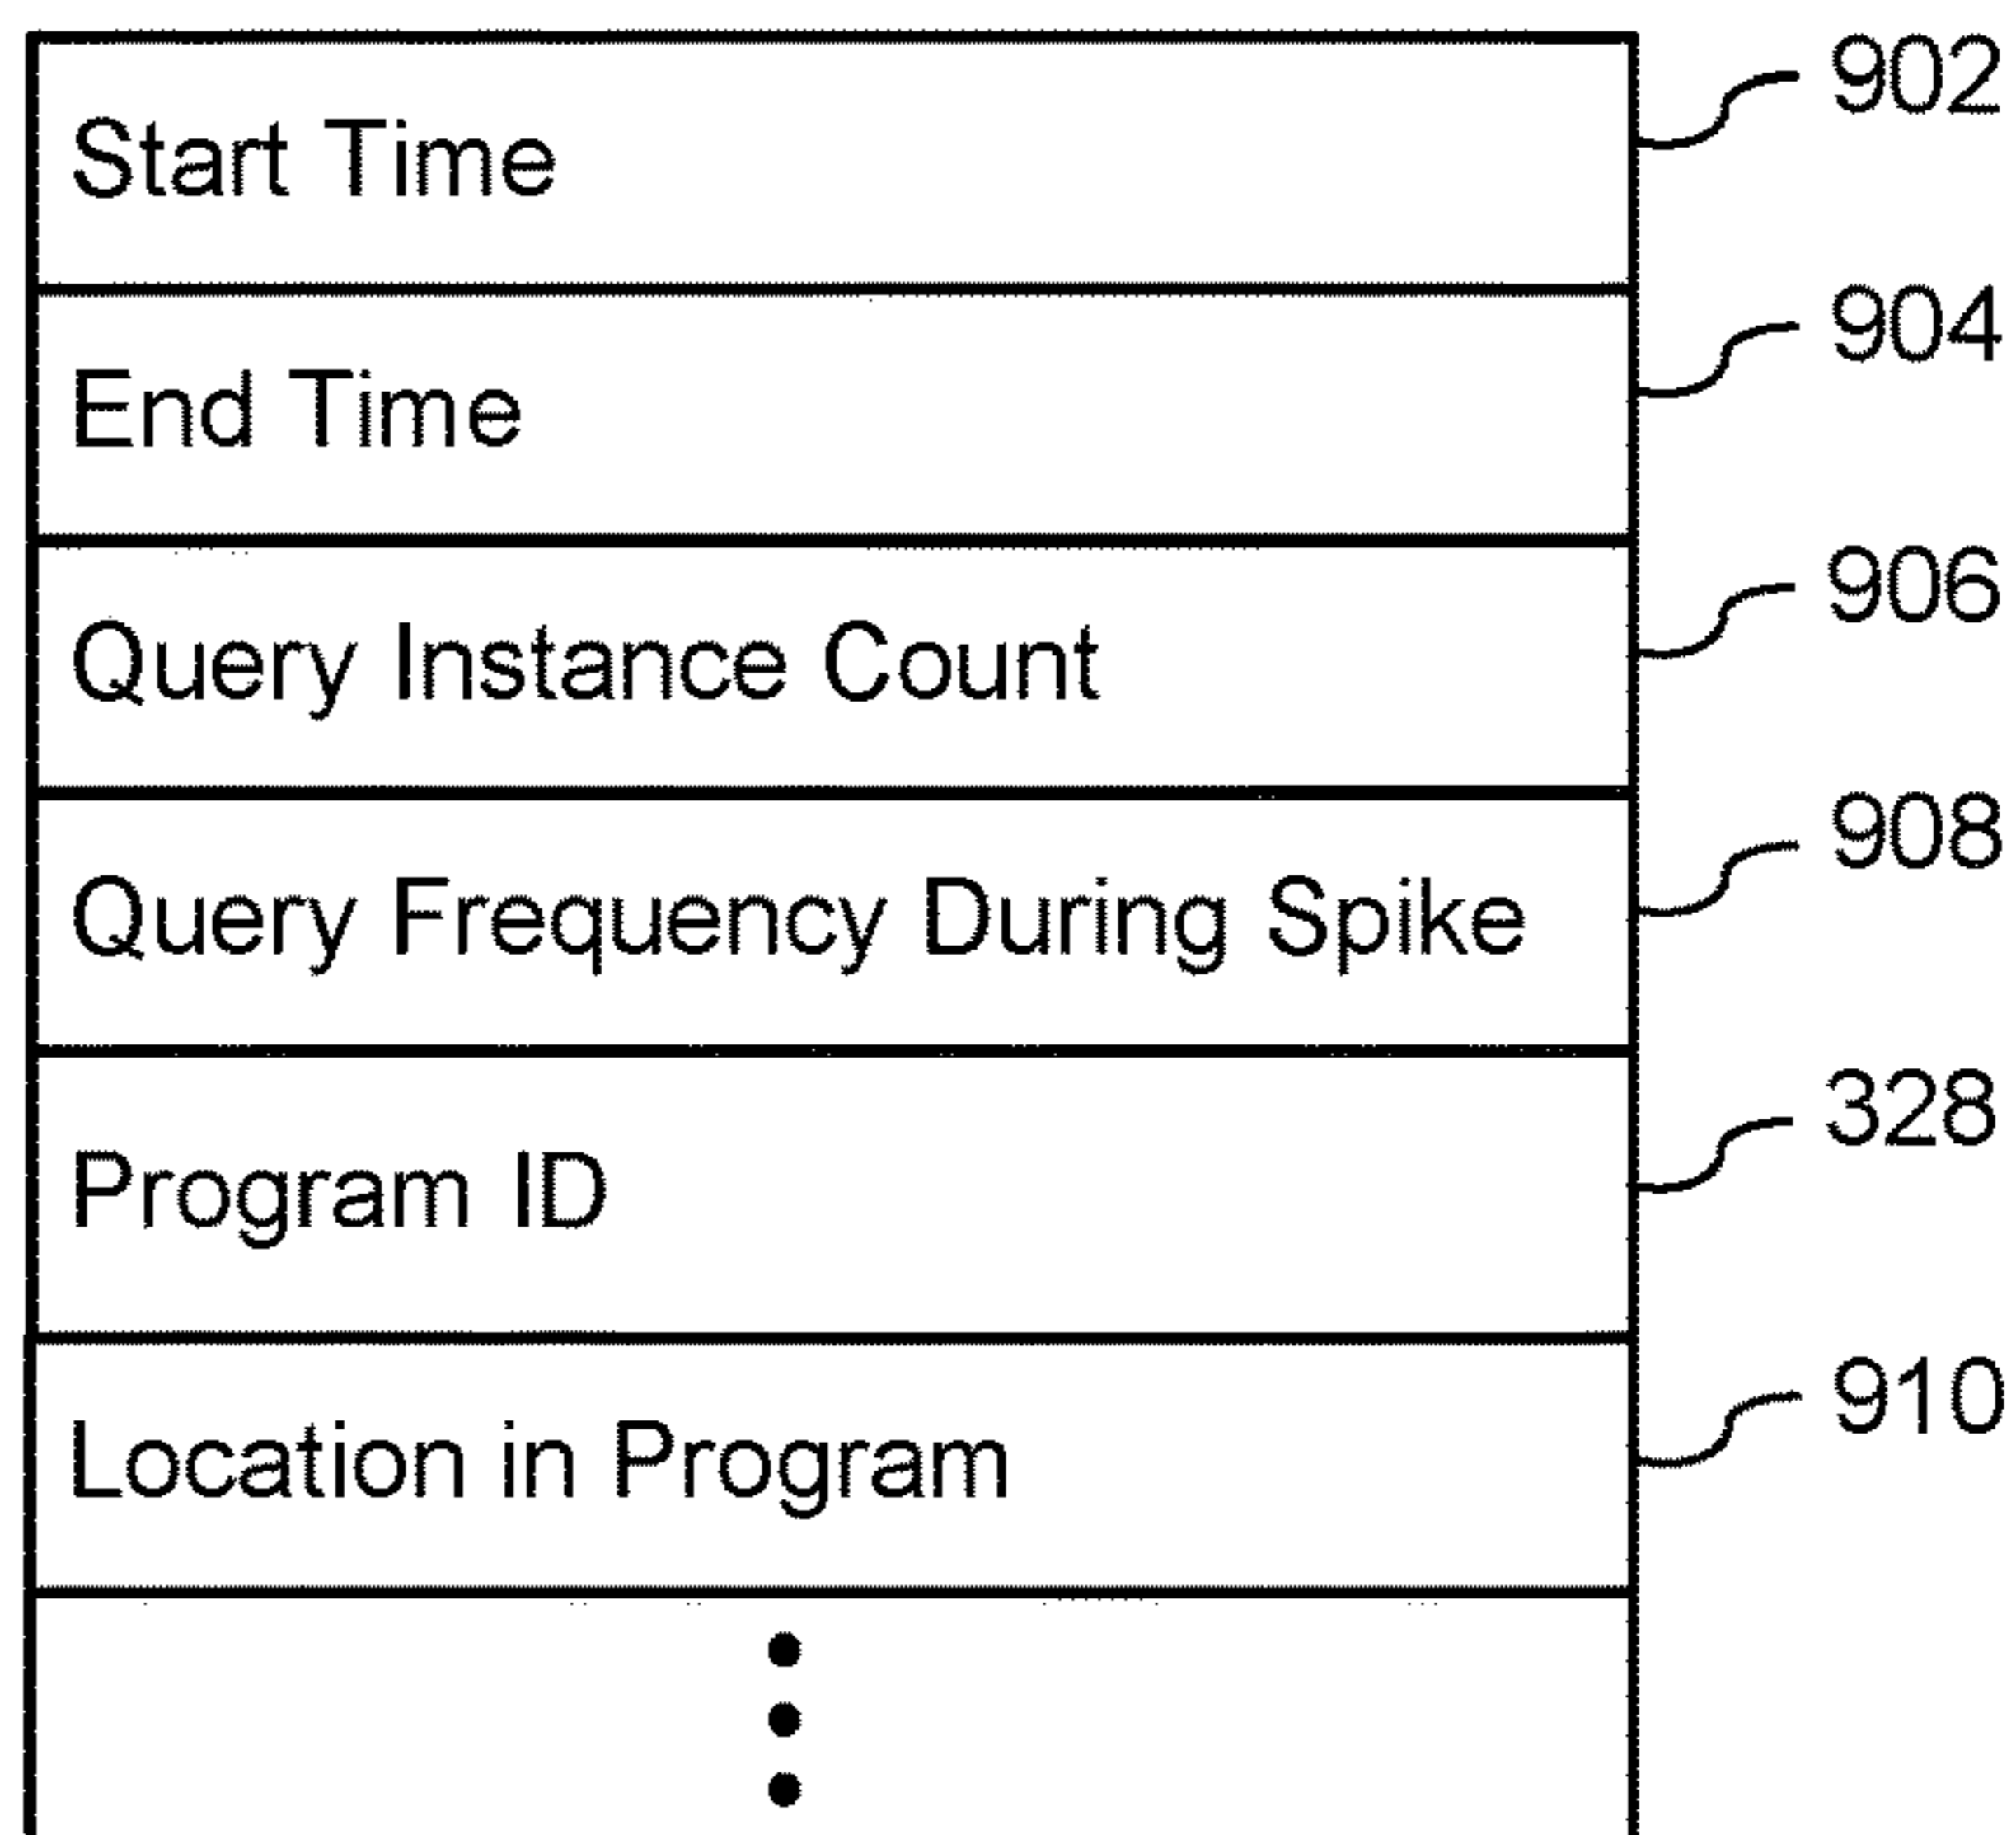 Start Time 902
End Time 904
Query Instance Count 906
Query Frequency During Spike 908
Program ID 328
Location in Program 910